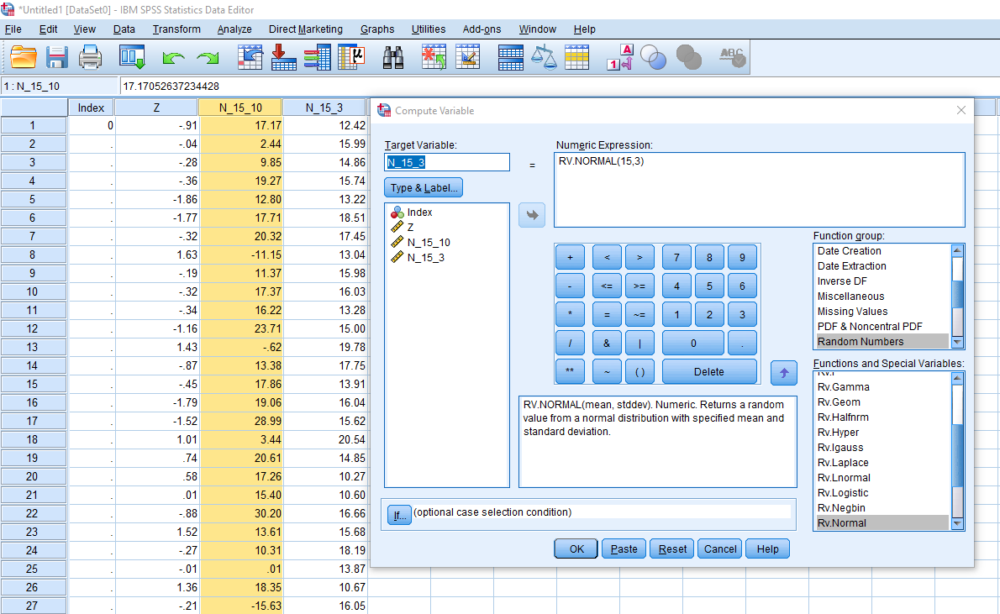 *Untitled1 [DataSet0] - IBM SPSS Statistics Data Editor
File Edit View Data Transform Analyze Direct Marketing Graphs Utilities Add-ons Window Help
1 A
ABC
1 : N_15_10 17.17052637234428
Index Z N_15_10 N_15_3
1 0 -.91 17.17 12.42
2 . -.04 2.44 15.99
3 . -.28 9.85 14.86
4 . -.36 19.27 15.74
5 . -1.86 12.80 13.22
6 . -1.77 17.71 18.51
7 . -.32 20.32 17.45
8 . 1.63 -11.15 13.04
9 . -.19 11.37 15.98
10 . -.32 17.37 16.03
11 . -.34 16.22 13.28
12 . -1.16 23.71 15.00
13 . 1.43 -.62 19.78
14 . -.87 13.38 17.75
15 . -.45 17.86 13.91
16 . -1.79 19.06 16.04
17 . -1.52 28.99 15.62
18 . 1.01 3.44 20.54
19 . .74 20.61 14.85
20 . .58 17.26 10.27
21 . .01 15.40 10.60
22 . -.88 30.20 16.66
23 . 1.52 13.61 15.68
24 . -.27 10.31 18.19
25 . -.01 .01 13.87
26 . 1.36 18.35 10.67
27 . -.21 -15.63 16.05
Compute Variable
Target Variable:
N_15_3
=
Type & Label...
Index
Z
N_15_10
N_15_3
Numeric Expression:
RV.NORMAL(15,3)
+ < > 7 8 9
- <= >= 4 5 6
* = ~= 1 2 3
/ & | 0 .
** ~ ( ) Delete
Function group:
Date Creation
Date Extraction
Inverse DF
Miscellaneous
Missing Values
PDF & Noncentral PDF
Random Numbers
Functions and Special Variables:
Rv.F
Rv.Gamma
Rv.Geom
Rv.Halfnrm
Rv.Hyper
Rv.Igauss
Rv.Laplace
Rv.Lnormal
Rv.Logistic
Rv.Negbin
Rv.Normal
RV.NORMAL(mean, stddev). Numeric. Returns a random
value from a normal distribution with specified mean and
standard deviation.
If... (optional case selection condition)
OK Paste Reset Cancel Help